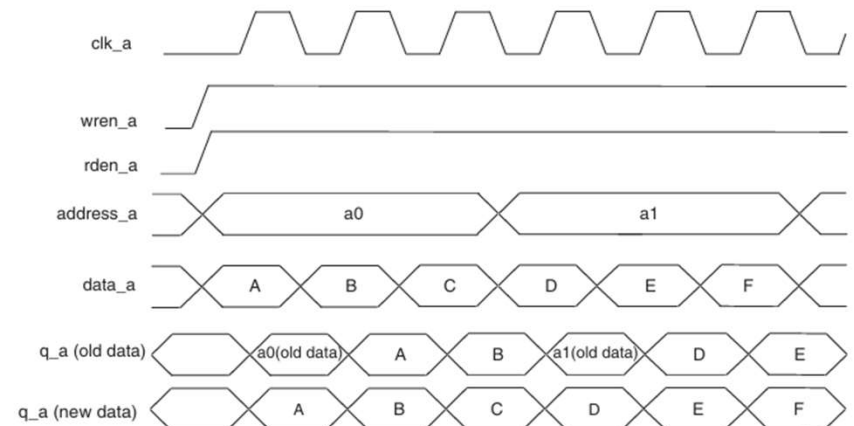 clk_a
wren_a
rden_a
address_a a0 a1
data_a A B C D E F
q_a (old data) a0(old data) A B a1(old data) D E
q_a (new data) A B C D E F